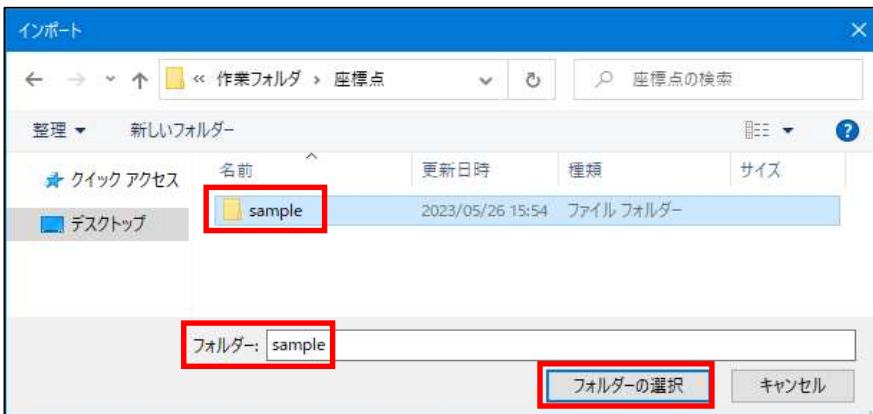 インポート
« 作業フォルダ › 座標点
座標点の検索
整理 新しいフォルダー
名前 更新日時 種類 サイズ
クイック アクセス
sample 2023/05/26 15:54 ファイル フォルダー
デスクトップ
フォルダー: sample
フォルダーの選択 キャンセル